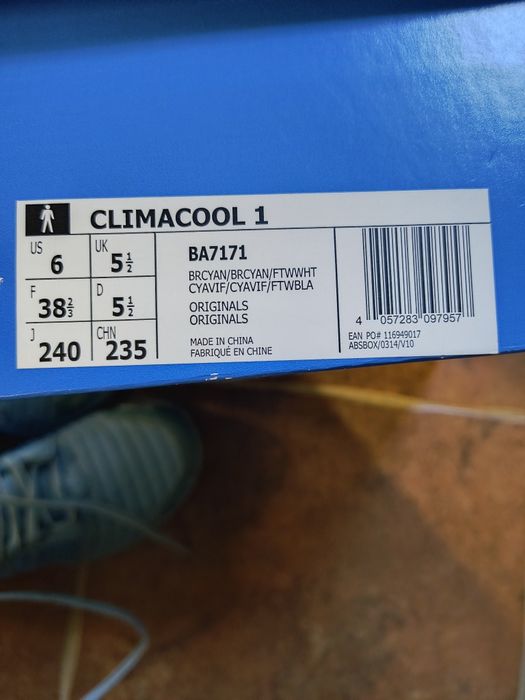 CLIMACOOL 1
US 6
UK 5½
F 38⅔
D 5½
J 240
CHN 235
BA7171
BRCYAN/BRCYAN/FTWWHT
CYAVIF/CYAVIF/FTWBLA
ORIGINALS
ORIGINALS
MADE IN CHINA
FABRIQUÉ EN CHINE
4 057283 097957
EAN PO# 116949017
ABSBOX/0314/V10